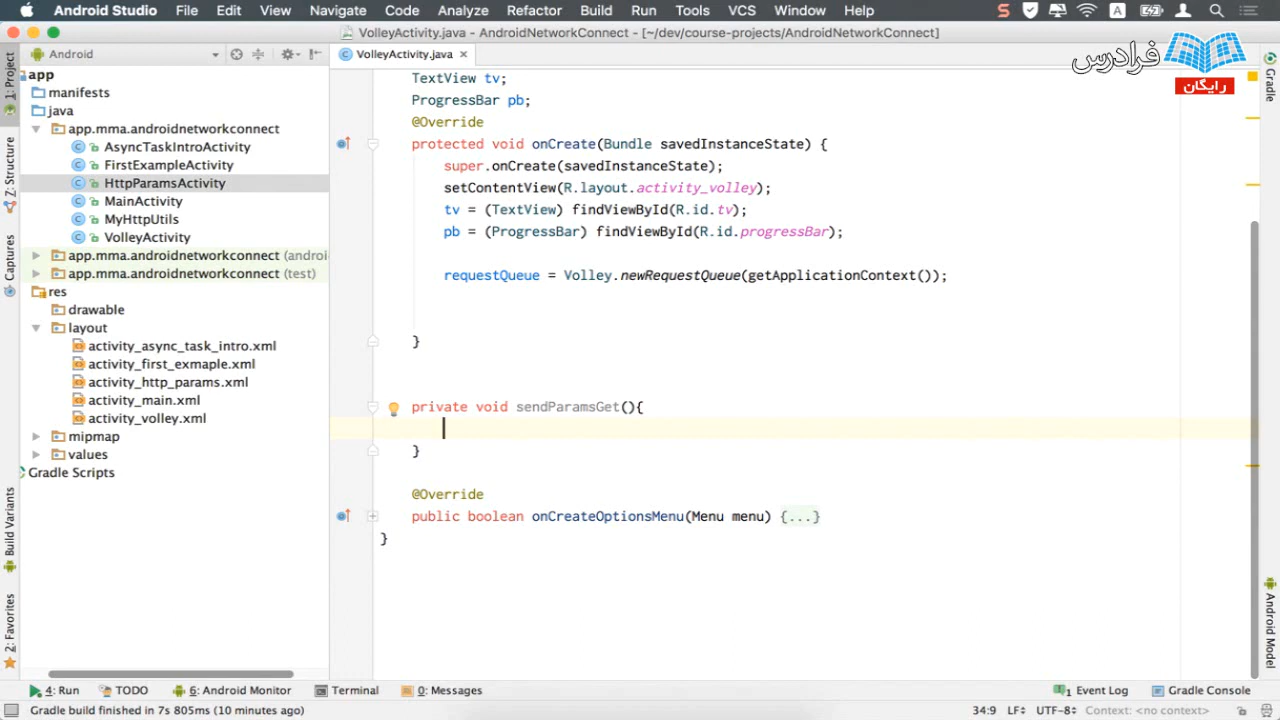 Android Studio File Edit View Navigate Code Analyze Refactor Build Run Tools VCS Window Help
VolleyActivity.java - AndroidNetworkConnect - [~/dev/course-projects/AndroidNetworkConnect]
Android
VolleyActivity.java
فرادرس
رایگان
1: Project
Z: Structure
Captures
Build Variants
2: Favorites
app
manifests
java
app.mma.androidnetworkconnect
AsyncTaskIntroActivity
FirstExampleActivity
HttpParamsActivity
MainActivity
MyHttpUtils
VolleyActivity
app.mma.androidnetworkconnect (androi
app.mma.androidnetworkconnect (test)
res
drawable
layout
activity_async_task_intro.xml
activity_first_exmaple.xml
activity_http_params.xml
activity_main.xml
activity_volley.xml
mipmap
values
Gradle Scripts
TextView tv;
ProgressBar pb;
@Override
protected void onCreate(Bundle savedInstanceState) {
super.onCreate(savedInstanceState);
setContentView(R.layout.activity_volley);
tv = (TextView) findViewById(R.id.tv);
pb = (ProgressBar) findViewById(R.id.progressBar);
requestQueue = Volley.newRequestQueue(getApplicationContext());
}
private void sendParamsGet(){
}
@Override
public boolean onCreateOptionsMenu(Menu menu) {...}
}
Gradle
Android Model
4: Run TODO 6: Android Monitor Terminal 0: Messages 1 Event Log Gradle Console
Gradle build finished in 7s 805ms (10 minutes ago) 34:9 LF÷ UTF-8÷ Context: <no context>